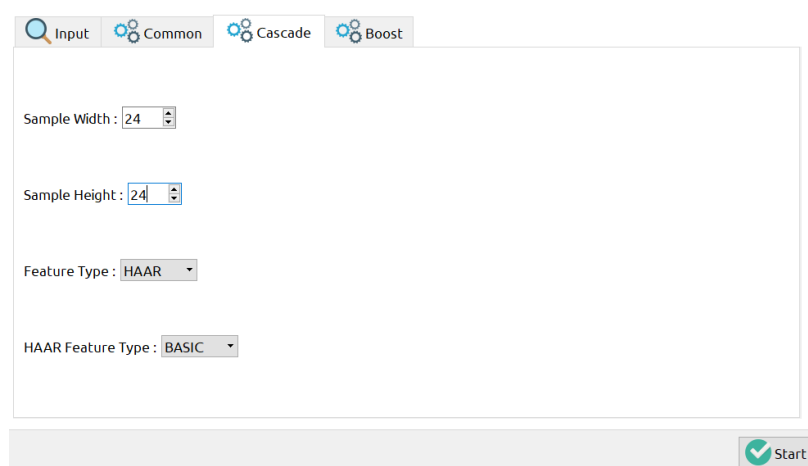 Input Common Cascade Boost
Sample Width : 24
Sample Height : 24
Feature Type : HAAR
HAAR Feature Type : BASIC
Start